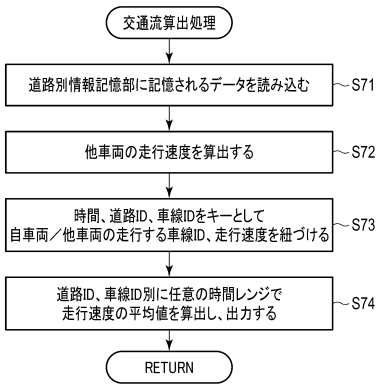 交通流算出処理
道路別情報記憶部に記憶されるデータを読み込む
S71
他車両の走行速度を算出する
S72
時間、道路ID、車線IDをキーとして
自車両／他車両の走行する車線ID、走行速度を紐づける
S73
道路ID、車線ID別に任意の時間レンジで
走行速度の平均値を算出し、出力する
S74
RETURN